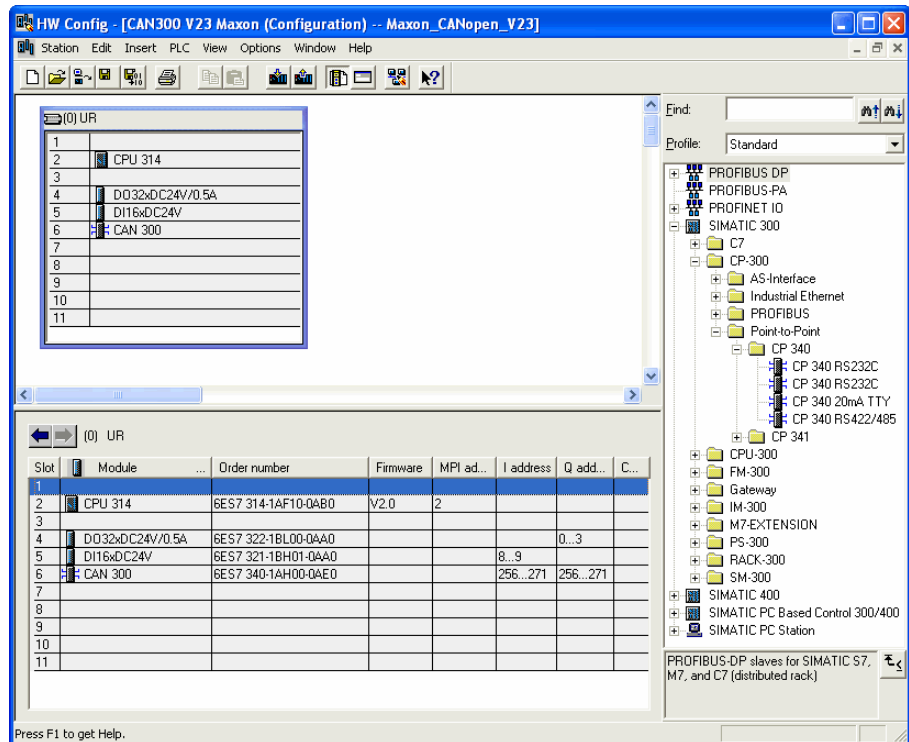 HW Config - [CAN300 V23 Maxon (Configuration) -- Maxon_CANopen_V23]
Station Edit Insert PLC View Options Window Help
(0) UR
1
2 CPU 314
3
4 DO32xDC24V/0.5A
5 DI16xDC24V
6 CAN 300
7
8
9
10
11
Find:
Profile: Standard
PROFIBUS DP
PROFIBUS-PA
PROFINET IO
SIMATIC 300
C7
CP-300
AS-Interface
Industrial Ethernet
PROFIBUS
Point-to-Point
CP 340
CP 340 RS232C
CP 340 RS232C
CP 340 20mA TTY
CP 340 RS422/485
CP 341
CPU-300
FM-300
Gateway
IM-300
M7-EXTENSION
PS-300
RACK-300
SM-300
SIMATIC 400
SIMATIC PC Based Control 300/400
SIMATIC PC Station
PROFIBUS-DP slaves for SIMATIC S7,
M7, and C7 (distributed rack)
(0) UR
Slot Module ... Order number Firmware MPI ad... I address Q add... C...
1
2 CPU 314 6ES7 314-1AF10-0AB0 V2.0 2
3
4 DO32xDC24V/0.5A 6ES7 322-1BL00-0AA0 0...3
5 DI16xDC24V 6ES7 321-1BH01-0AA0 8...9
6 CAN 300 6ES7 340-1AH00-0AE0 256...271 256...271
7
8
9
10
11
Press F1 to get Help.